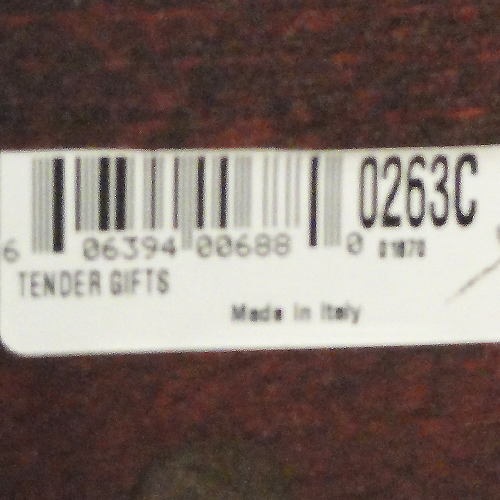 0263C
6 06394 00688 0 01870
TENDER GIFTS
Made in Italy